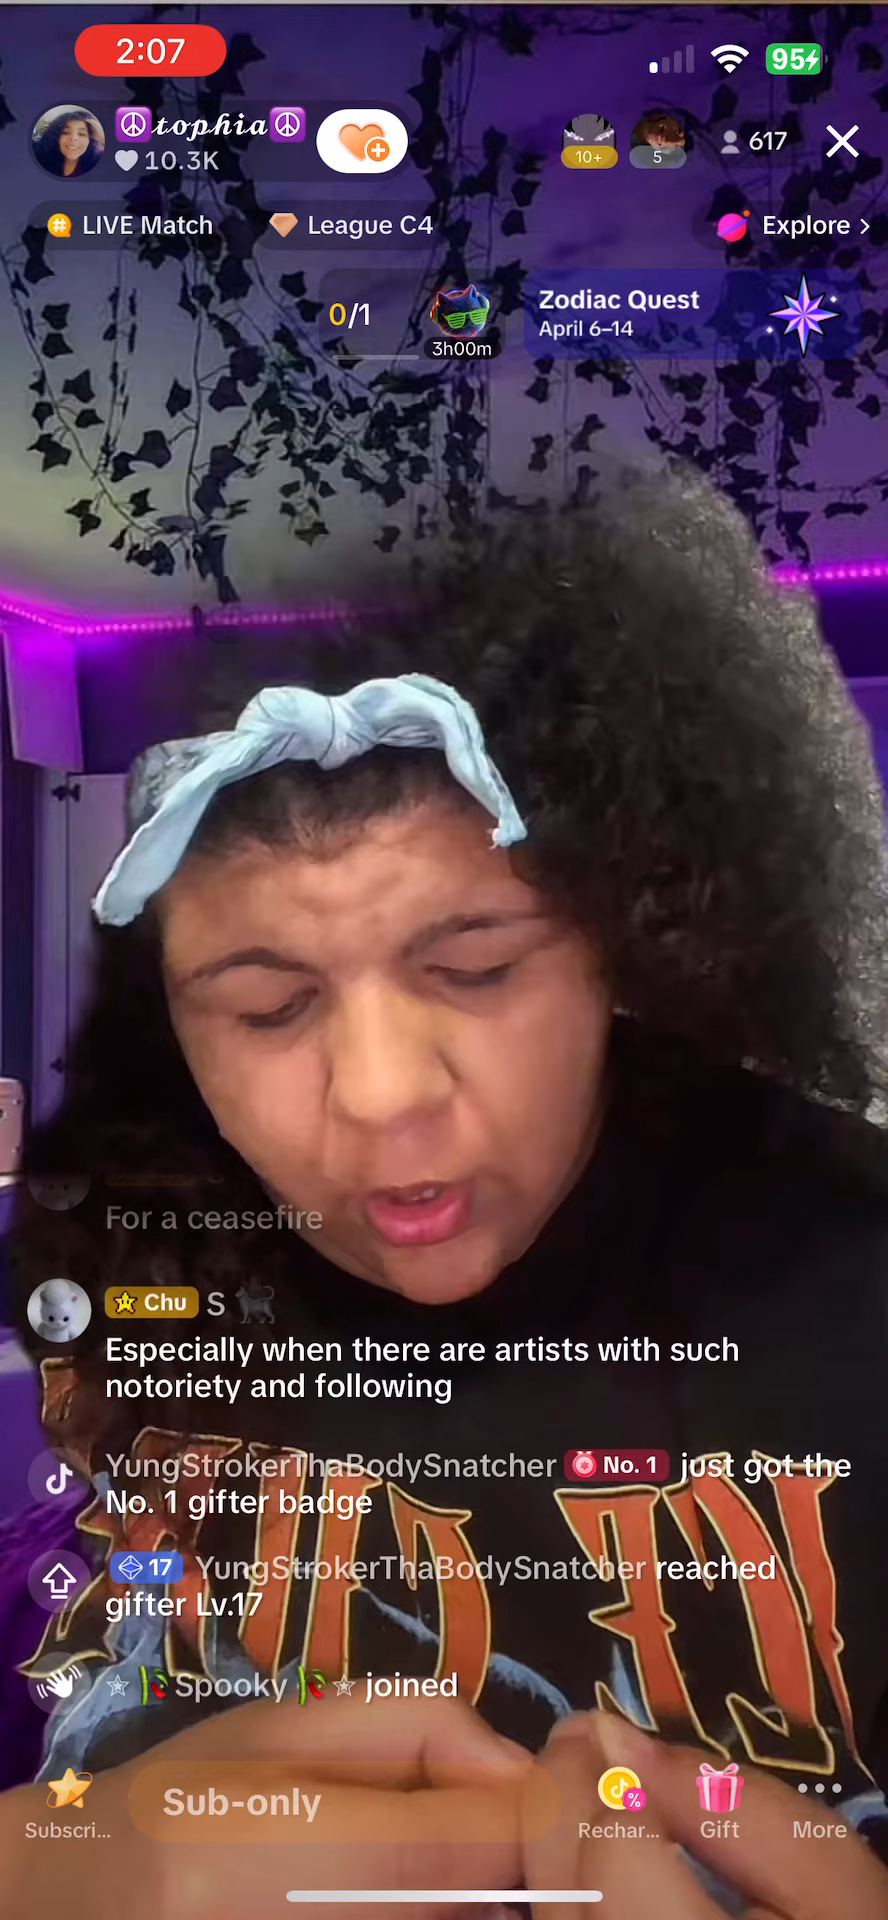 2:07
95
☮️𝓽𝓸𝓹𝓱𝓲𝓪☮️
10.3K
10+
5
617
LIVE Match
League C4
Explore >
0/1
3h00m
Zodiac Quest
April 6–14
For a ceasefire
Chu S 🐈‍⬛
Especially when there are artists with such
notoriety and following
YungStrokerThaBodySnatcher No. 1 just got the
No. 1 gifter badge
17 YungStrokerThaBodySnatcher reached
gifter Lv.17
Spooky joined
Subscri...
Sub-only
Rechar...
Gift
More